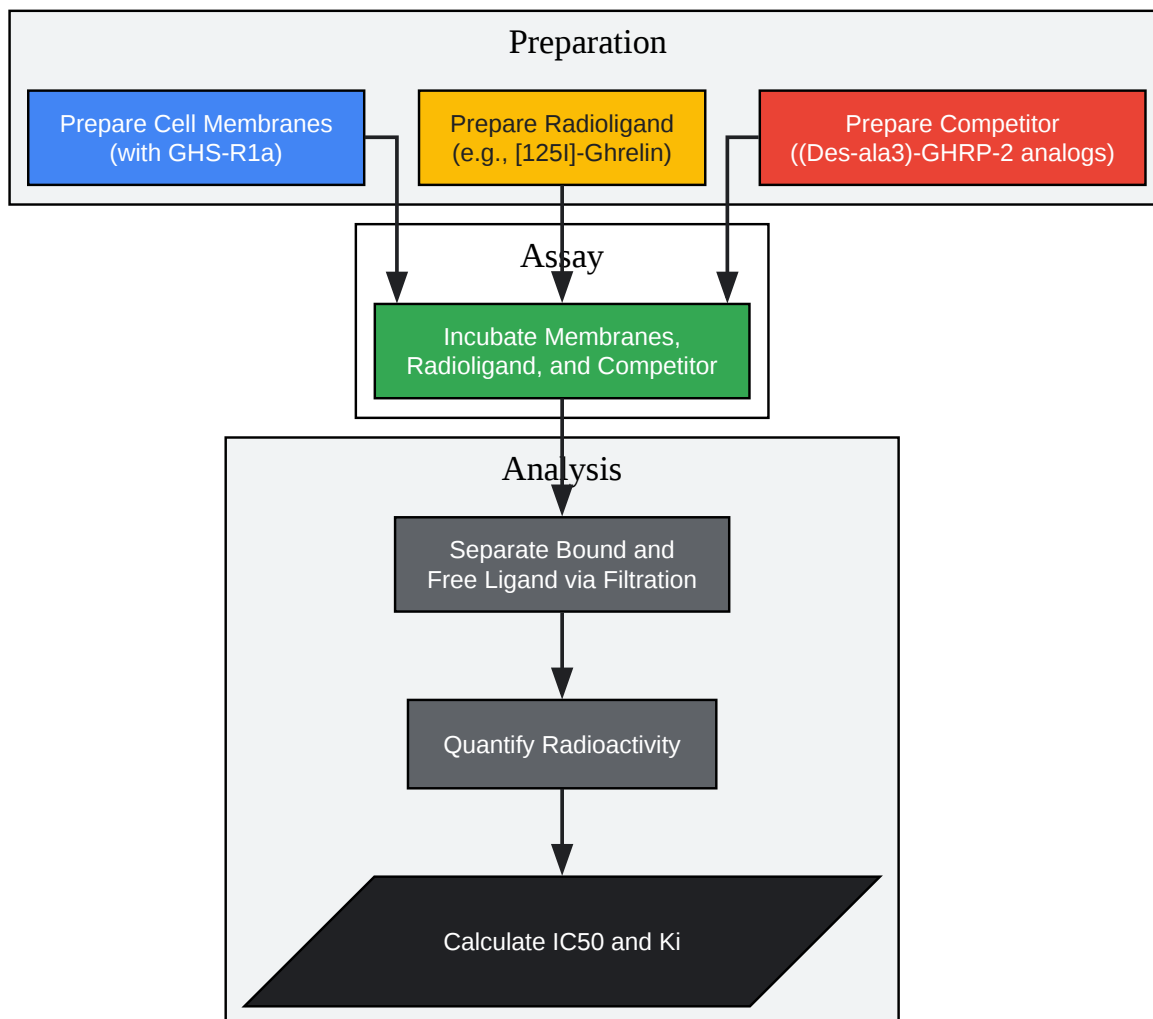 Preparation
Prepare Cell Membranes
(with GHS-R1a)
Prepare Radioligand
(e.g., [125I]-Ghrelin)
Prepare Competitor
((Des-ala3)-GHRP-2 analogs)
Assay
Incubate Membranes,
Radioligand, and Competitor
Analysis
Separate Bound and
Free Ligand via Filtration
Quantify Radioactivity
Calculate IC50 and Ki